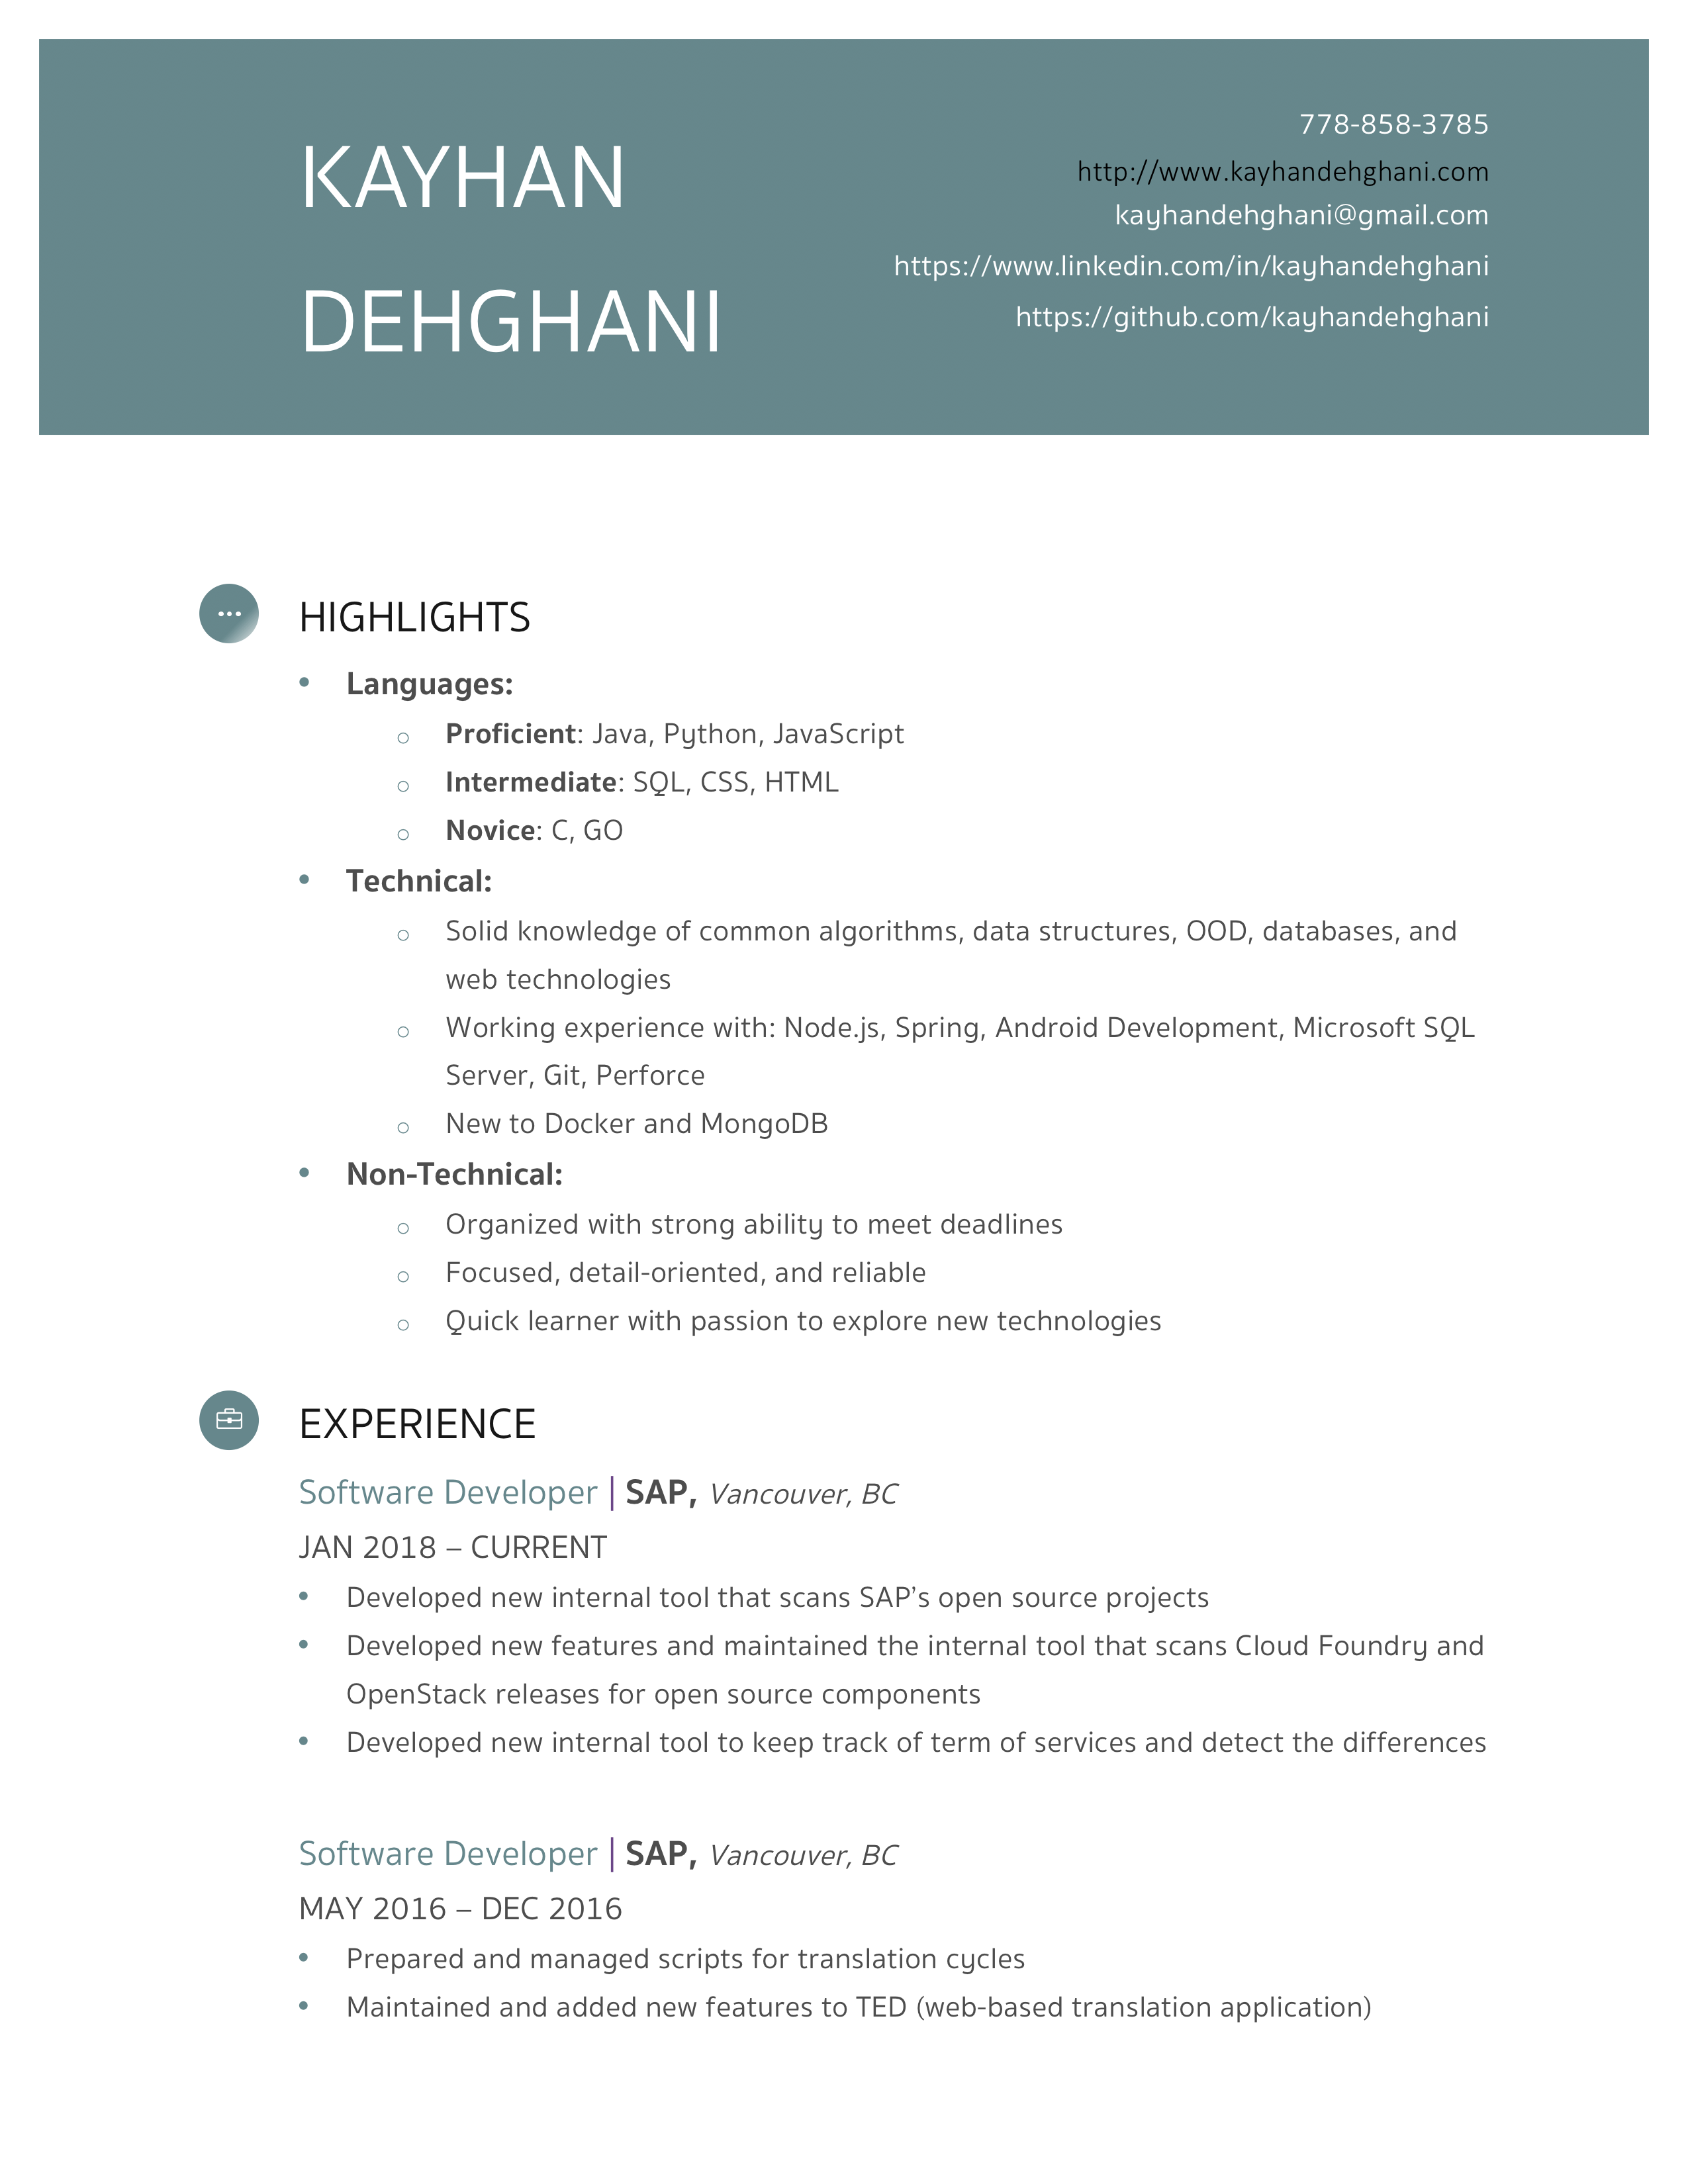 KAYHAN
DEHGHANI
778-858-3785
http://www.kayhandehghani.com
kayhandehghani@gmail.com
https://www.linkedin.com/in/kayhandehghani
https://github.com/kayhandehghani
HIGHLIGHTS
• Languages:
o Proficient: Java, Python, JavaScript
o Intermediate: SQL, CSS, HTML
o Novice: C, GO
• Technical:
o Solid knowledge of common algorithms, data structures, OOD, databases, and
web technologies
o Working experience with: Node.js, Spring, Android Development, Microsoft SQL
Server, Git, Perforce
o New to Docker and MongoDB
• Non-Technical:
o Organized with strong ability to meet deadlines
o Focused, detail-oriented, and reliable
o Quick learner with passion to explore new technologies
EXPERIENCE
Software Developer | SAP, Vancouver, BC
JAN 2018 – CURRENT
• Developed new internal tool that scans SAP’s open source projects
• Developed new features and maintained the internal tool that scans Cloud Foundry and
OpenStack releases for open source components
• Developed new internal tool to keep track of term of services and detect the differences
Software Developer | SAP, Vancouver, BC
MAY 2016 – DEC 2016
• Prepared and managed scripts for translation cycles
• Maintained and added new features to TED (web-based translation application)